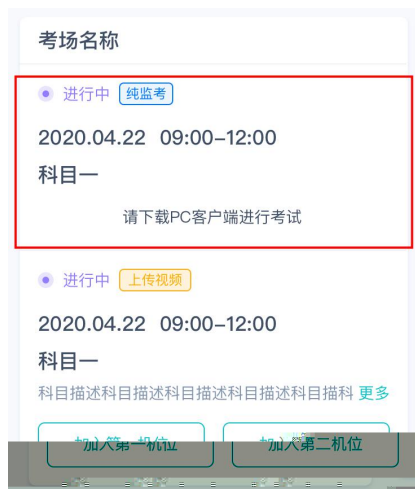 考场名称
进行中 纯监考
2020.04.22 09:00-12:00
科目一
请下载PC客户端进行考试
进行中 上传视频
2020.04.22 09:00-12:00
科目一
科目描述科目描述科目描述科目描述科目描科 更多
加入第一机位 加入第二机位